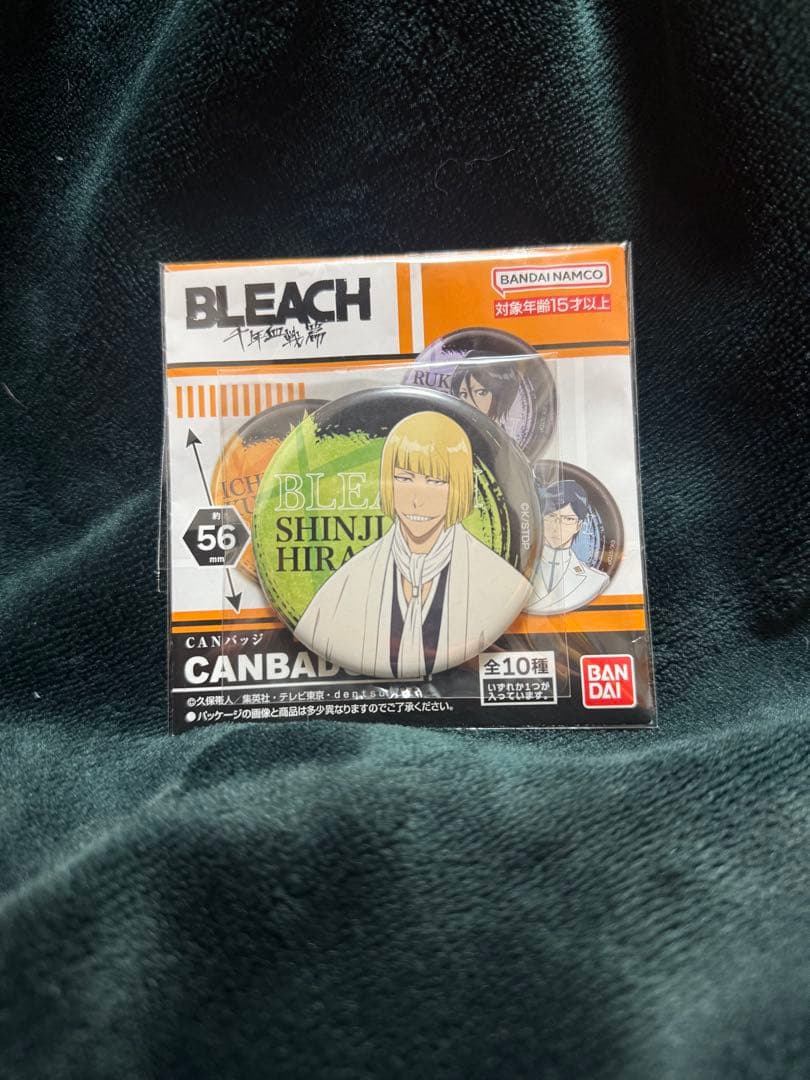 BLEACH
千年血戦篇
BANDAI NAMCO
対象年齢15才以上
RUK
ICH
KU
BLEA
SHINJI
HIRA
©K/STDP
約
56
mm
CANバッジ
CANBAD
全10種
いずれか1つが
入っています。
BAN
DAI
©久保帯人/集英社・テレビ東京・dentsu
●パッケージの画像と商品は多少異なりますのでご了承ください。